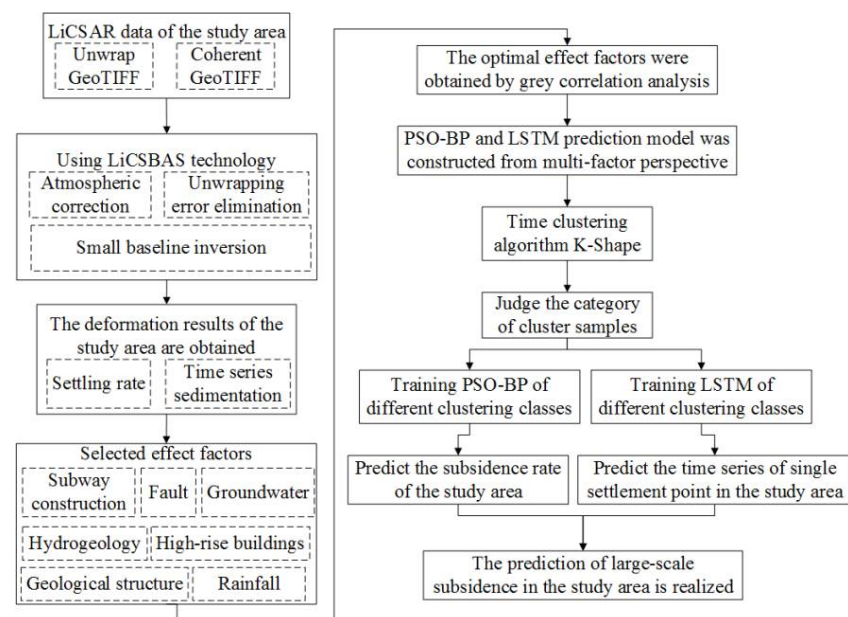 LiCSAR data of the study area
Unwrap
GeoTIFF
Coherent
GeoTIFF
Using LiCSBAS technology
Atmospheric
correction
Unwrapping
error elimination
Small baseline inversion
The deformation results of the
study area are obtained
Settling rate
Time series
sedimentation
Selected effect factors
Subway
construction
Fault
Groundwater
Hydrogeology
High-rise buildings
Geological structure
Rainfall
The optimal effect factors were
obtained by grey correlation analysis
PSO-BP and LSTM prediction model was
constructed from multi-factor perspective
Time clustering
algorithm K-Shape
Judge the category
of cluster samples
Training PSO-BP of
different clustering classes
Training LSTM of
different clustering classes
Predict the subsidence rate
of the study area
Predict the time series of single
settlement point in the study area
The prediction of large-scale
subsidence in the study area is realized